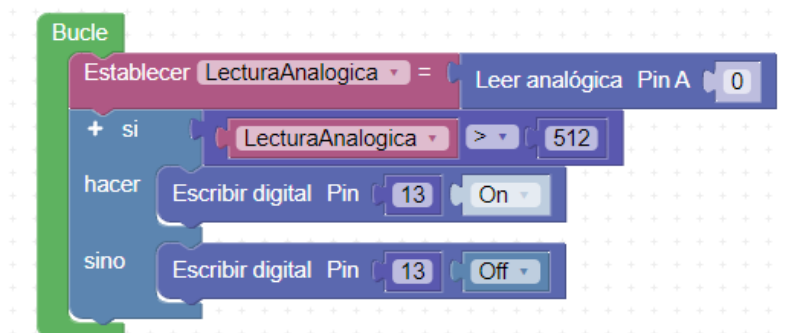 Bucle
Establecer LecturaAnalogica = Leer analógica Pin A 0
+ si LecturaAnalogica > 512
hacer Escribir digital Pin 13 On
sino Escribir digital Pin 13 Off